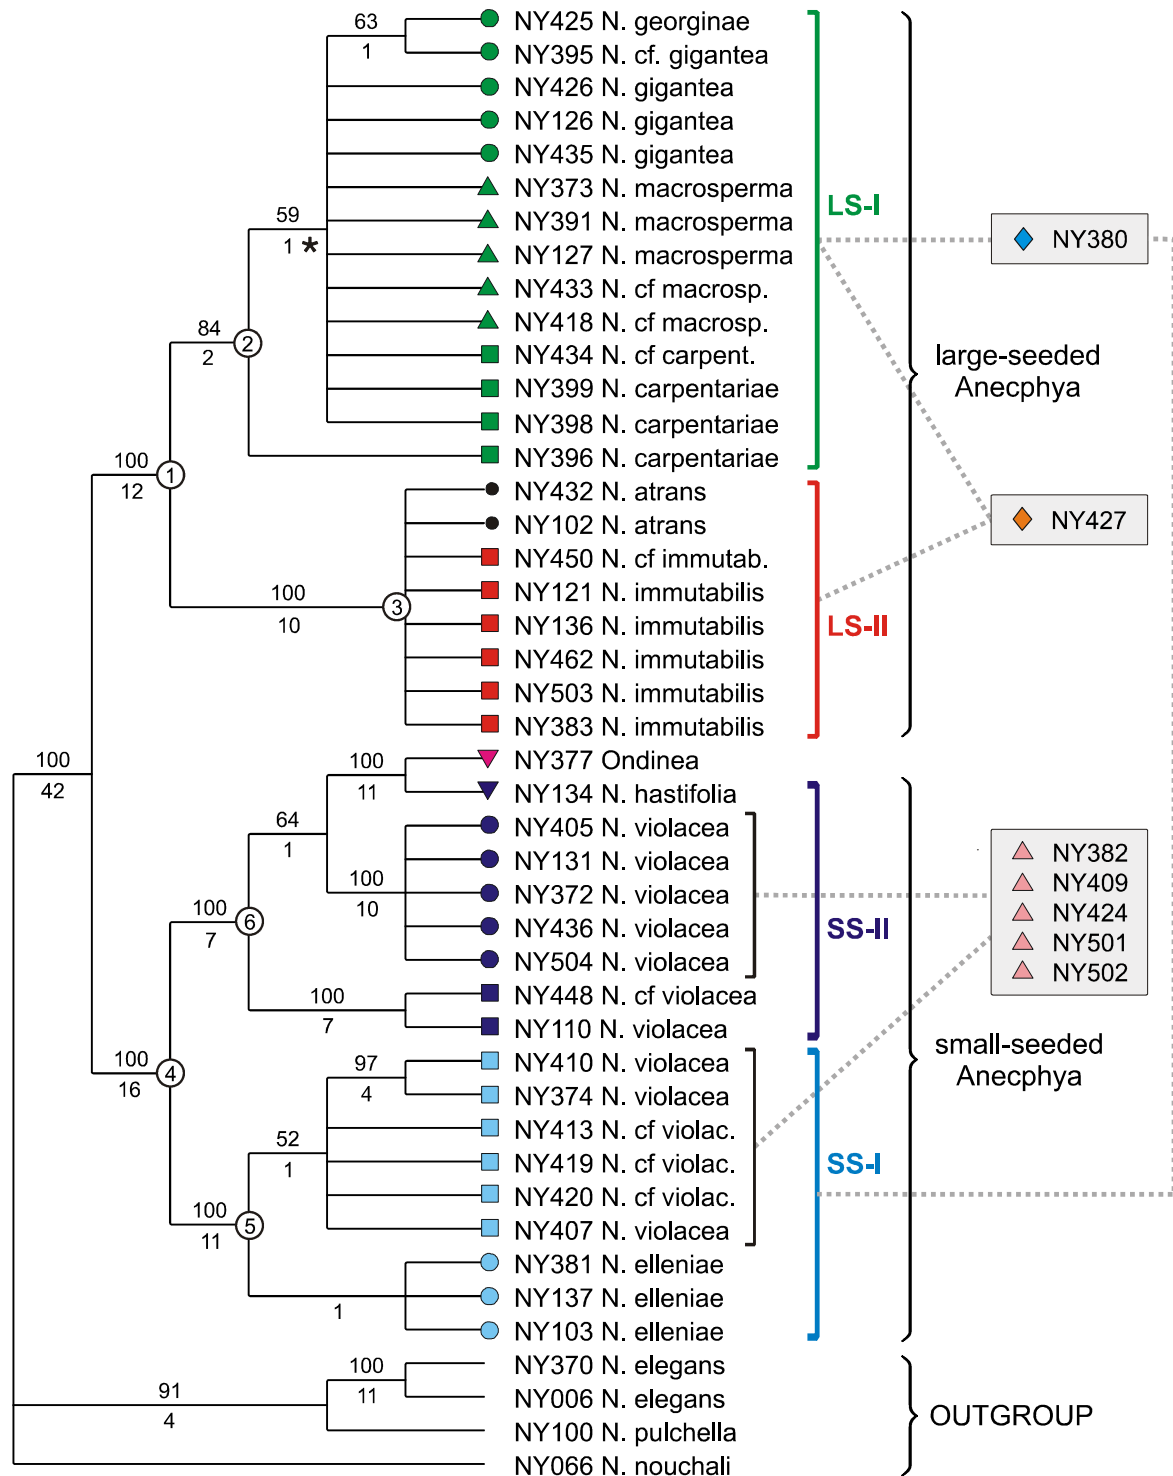 63
1
NY425 N. georginae
NY395 N. cf. gigantea
NY426 N. gigantea
NY126 N. gigantea
NY435 N. gigantea
NY373 N. macrosperma
59
1 *
NY391 N. macrosperma
NY127 N. macrosperma
NY433 N. cf macrosp.
NY418 N. cf macrosp.
84
2
2
NY434 N. cf carpent.
NY399 N. carpentariae
NY398 N. carpentariae
NY396 N. carpentariae
LS-I
NY380
large-seeded
Anecphya
100
12
1
NY432 N. atrans
NY102 N. atrans
NY450 N. cf immutab.
NY121 N. immutabilis
100
10
3
NY136 N. immutabilis
NY462 N. immutabilis
NY503 N. immutabilis
NY383 N. immutabilis
LS-II
NY427
100
42
100
11
NY377 Ondinea
NY134 N. hastifolia
64
1
NY405 N. violacea
NY131 N. violacea
100
10
NY372 N. violacea
NY436 N. violacea
NY504 N. violacea
100
7
6
100
7
NY448 N. cf violacea
NY110 N. violacea
SS-II
NY382
NY409
NY424
NY501
NY502
small-seeded
Anecphya
100
16
4
97
4
NY410 N. violacea
NY374 N. violacea
52
1
NY413 N. cf violac.
NY419 N. cf violac.
NY420 N. cf violac.
NY407 N. violacea
SS-I
100
11
5
1
NY381 N. elleniae
NY137 N. elleniae
NY103 N. elleniae
91
4
100
11
NY370 N. elegans
NY006 N. elegans
NY100 N. pulchella
NY066 N. nouchali
OUTGROUP